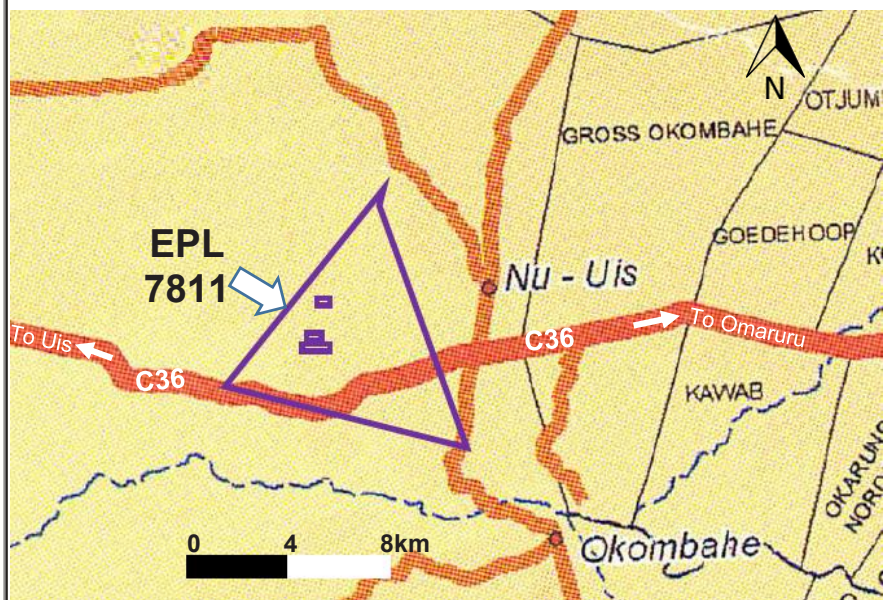 N
OTJUM
GROSS OKOMBAHE
GOEDEHOOP
EPL
7811
Nu - Uis
To Uis
C36
C36
To Omaruru
KAWAB
OKARUNG
NORD
0 4 8km
Okombahe